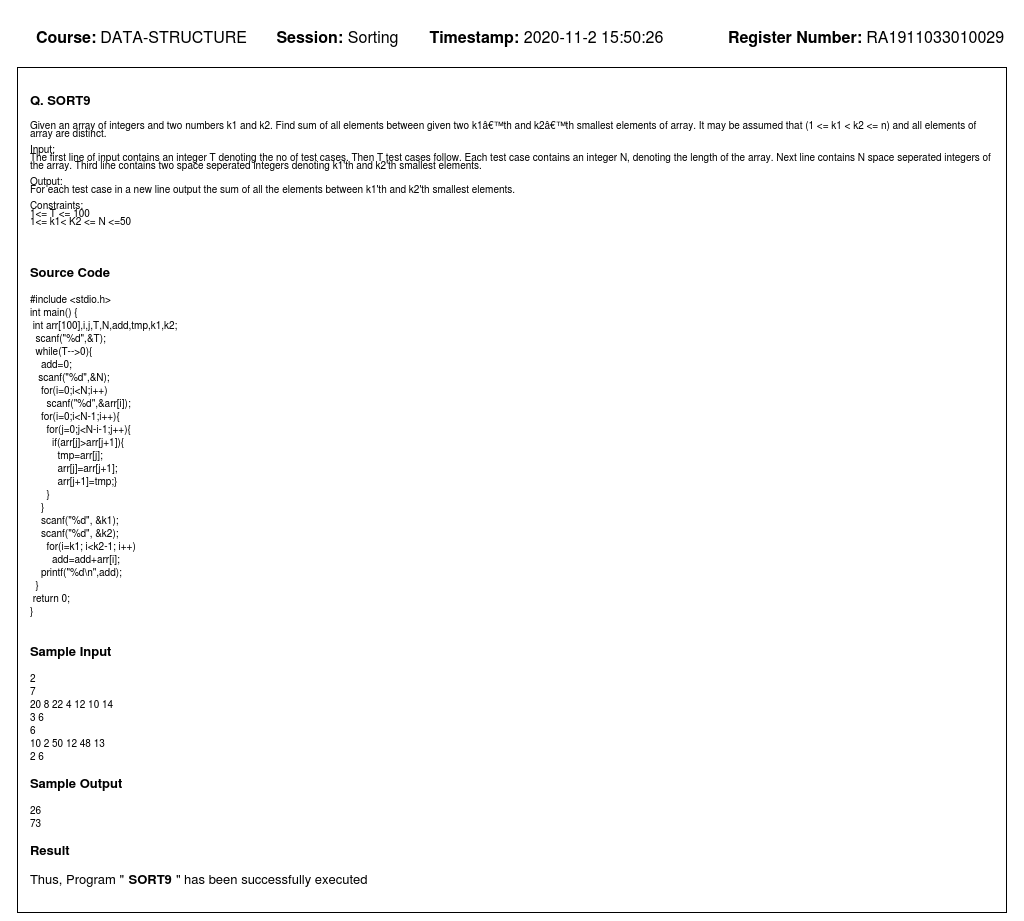 Course: DATA-STRUCTURE Session: Sorting Timestamp: 2020-11-2 15:50:26 Register Number: RA1911033010029
Q. SORT9
Given an array of integers and two numbers k1 and k2. Find sum of all elements between given two k1â€™th and k2â€™th smallest elements of array. It may be assumed that (1 <= k1 < k2 <= n) and all elements of
array are distinct.
Input:
The first line of input contains an integer T denoting the no of test cases. Then T test cases follow. Each test case contains an integer N, denoting the length of the array. Next line contains N space seperated integers of
the array. Third line contains two space seperated integers denoting k1'th and k2'th smallest elements.
Output:
For each test case in a new line output the sum of all the elements between k1'th and k2'th smallest elements.
Constraints:
1<= T <= 100
1<= k1< K2 <= N <=50
Source Code
#include <stdio.h>
int main() {
int arr[100],i,j,T,N,add,tmp,k1,k2;
scanf("%d",&T);
while(T-->0){
add=0;
scanf("%d",&N);
for(i=0;i<N;i++)
scanf("%d",&arr[i]);
for(i=0;i<N-1;i++){
for(j=0;j<N-i-1;j++){
if(arr[j]>arr[j+1]){
tmp=arr[j];
arr[j]=arr[j+1];
arr[j+1]=tmp;}
}
}
scanf("%d", &k1);
scanf("%d", &k2);
for(i=k1; i<k2-1; i++)
add=add+arr[i];
printf("%d\n",add);
}
return 0;
}
Sample Input
2
7
20 8 22 4 12 10 14
3 6
6
10 2 50 12 48 13
2 6
Sample Output
26
73
Result
Thus, Program " SORT9 " has been successfully executed